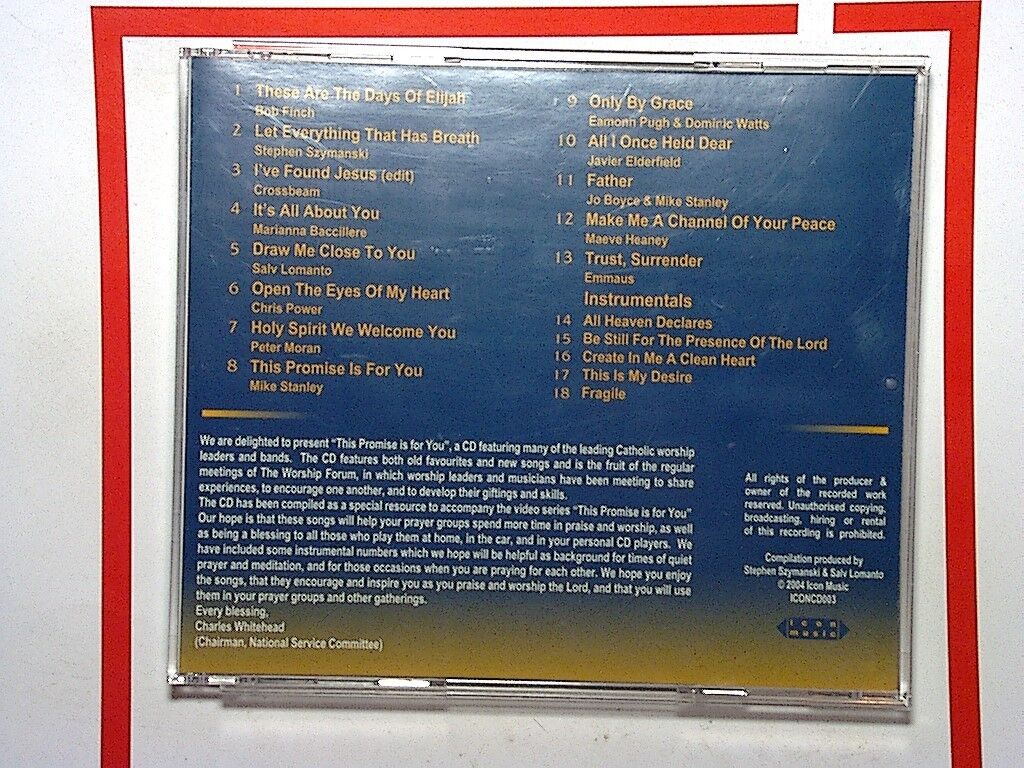 1 These Are The Days Of Elijah
Bob Finch
2 Let Everything That Has Breath
Stephen Szymanski
3 I've Found Jesus (edit)
Crossbeam
4 It's All About You
Marianna Baccillere
5 Draw Me Close To You
Salv Lomanto
6 Open The Eyes Of My Heart
Chris Power
7 Holy Spirit We Welcome You
Peter Moran
8 This Promise Is For You
Mike Stanley
9 Only By Grace
Eamonn Pugh & Dominic Watts
10 All I Once Held Dear
Javier Elderfield
11 Father
Jo Boyce & Mike Stanley
12 Make Me A Channel Of Your Peace
Maeve Heaney
13 Trust, Surrender
Emmaus
Instrumentals
14 All Heaven Declares
15 Be Still For The Presence Of The Lord
16 Create In Me A Clean Heart
17 This Is My Desire
18 Fragile
We are delighted to present "This Promise is for You", a CD featuring many of the leading Catholic worship
leaders and bands. The CD features both old favourites and new songs and is the fruit of the regular
meetings of The Worship Forum, in which worship leaders and musicians have been meeting to share
experiences, to encourage one another, and to develop their giftings and skills.
The CD has been compiled as a special resource to accompany the video series "This Promise is for You"
Our hope is that these songs will help your prayer groups spend more time in praise and worship, as well
as being a blessing to all those who play them at home, in the car, and in your personal CD players. We
have included some instrumental numbers which we hope will be helpful as background for times of quiet
prayer and meditation, and for those occasions when you are praying for each other. We hope you enjoy
the songs, that they encourage and inspire you as you praise and worship the Lord, and that you will use
them in your prayer groups and other gatherings.
Every blessing,
Charles Whitehead
(Chairman, National Service Committee)
All rights of the producer &
owner of the recorded work
reserved. Unauthorised copying,
broadcasting, hiring or rental
of this recording is prohibited.
Compilation produced by
Stephen Szymanski & Salv Lomanto
© 2004 Icon Music
ICONCD003
icon
music